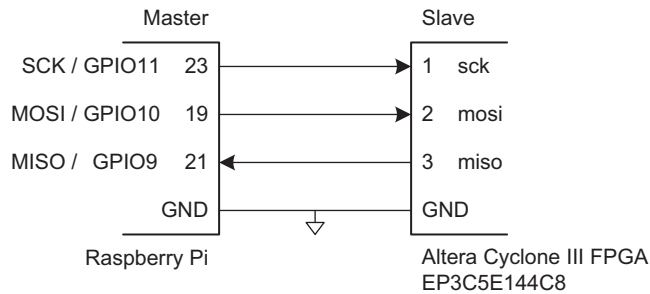 Master Slave
SCK / GPIO11 23 1 sck
MOSI / GPIO10 19 2 mosi
MISO / GPIO9 21 3 miso
GND GND
Raspberry Pi Altera Cyclone III FPGA
EP3C5E144C8